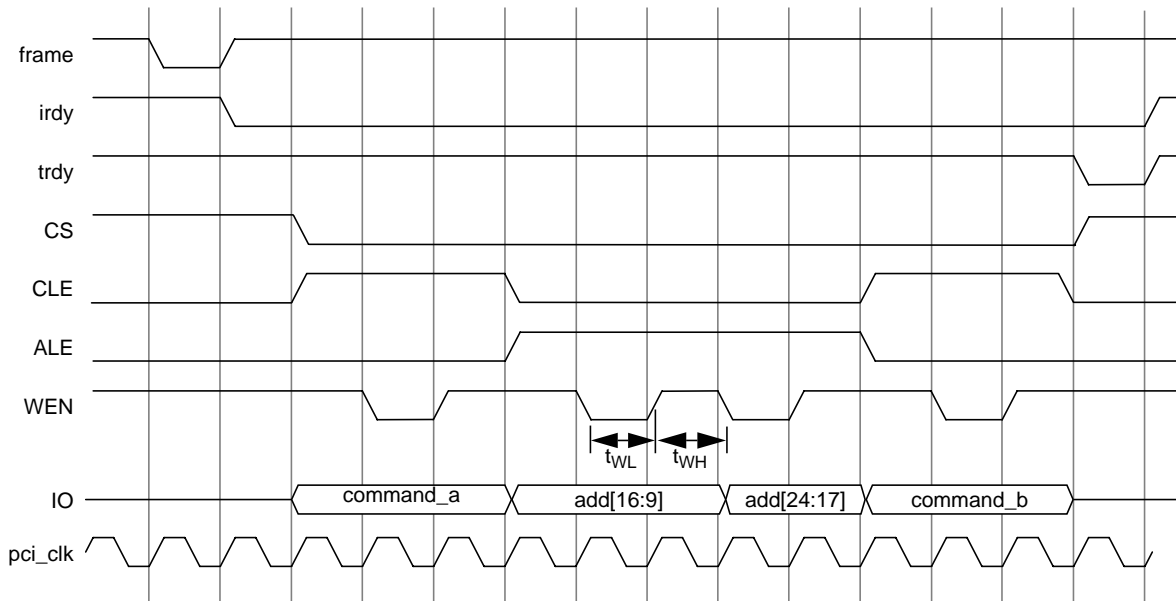 frame
irdy
trdy
CS
CLE
ALE
WEN
tWL tWH
IO command_a add[16:9] add[24:17] command_b
pci_clk